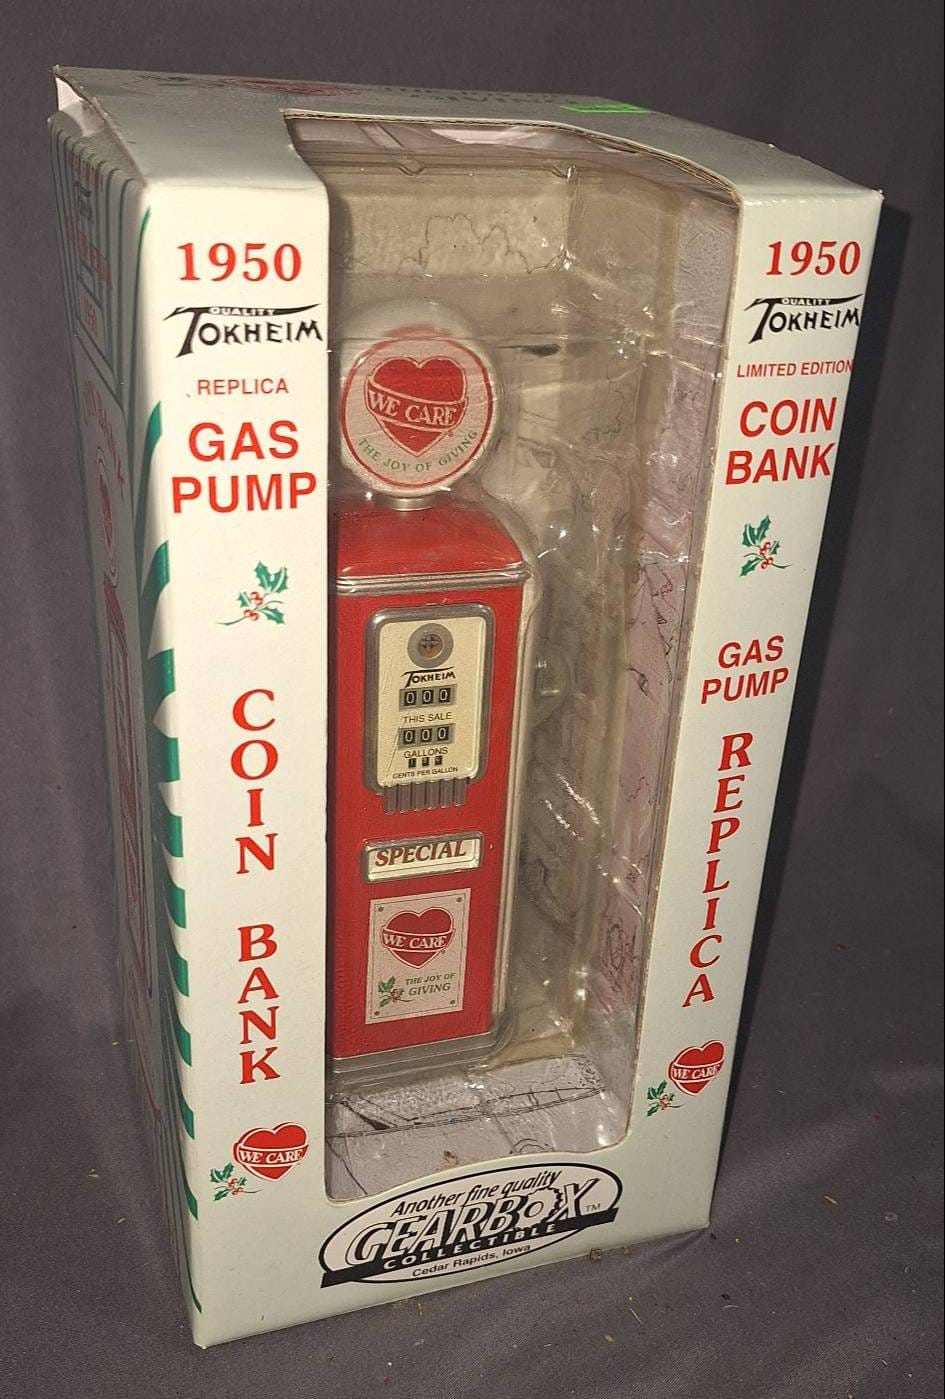 1950
QUALITY
TOKHEIM
REPLICA
GAS
PUMP
COIN
BANK
WE CARE
1950
QUALITY
TOKHEIM
LIMITED EDITION
COIN
BANK
GAS
PUMP
REPLICA
WE CARE
WE CARE
THE JOY OF GIVING
TOKHEIM
000
THIS SALE
000
GALLONS
CENTS PER GALLON
SPECIAL
WE CARE
THE JOY OF
GIVING
Another fine quality
GEARBOX TM
COLLECTIBLE
Cedar Rapids, Iowa